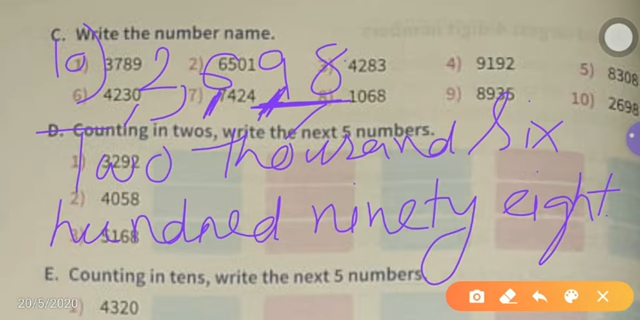 C. Write the number name.
1) 3789 2) 6501 4283 4) 9192 5) 8308
6) 4230 7) 7424 8) 1068 9) 8935 10) 2698
10) 2,698
D. Counting in twos, write the next 5 numbers.
1) 3292
Two thousand six
2) 4058
hundred ninety eight
3) 5168
E. Counting in tens, write the next 5 numbers
20/5/2020
1) 4320